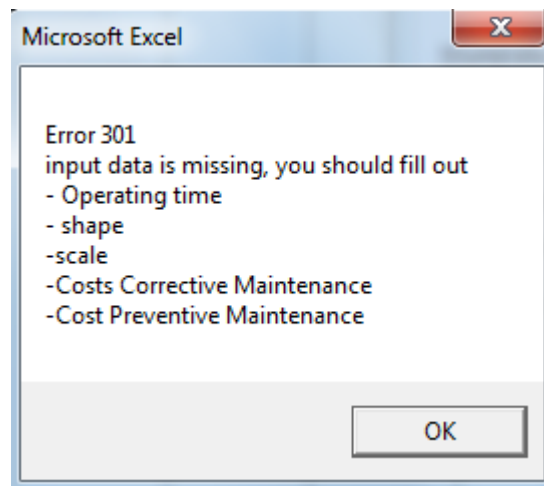 Microsoft Excel
Error 301
input data is missing, you should fill out
- Operating time
- shape
-scale
-Costs Corrective Maintenance
-Cost Preventive Maintenance
OK